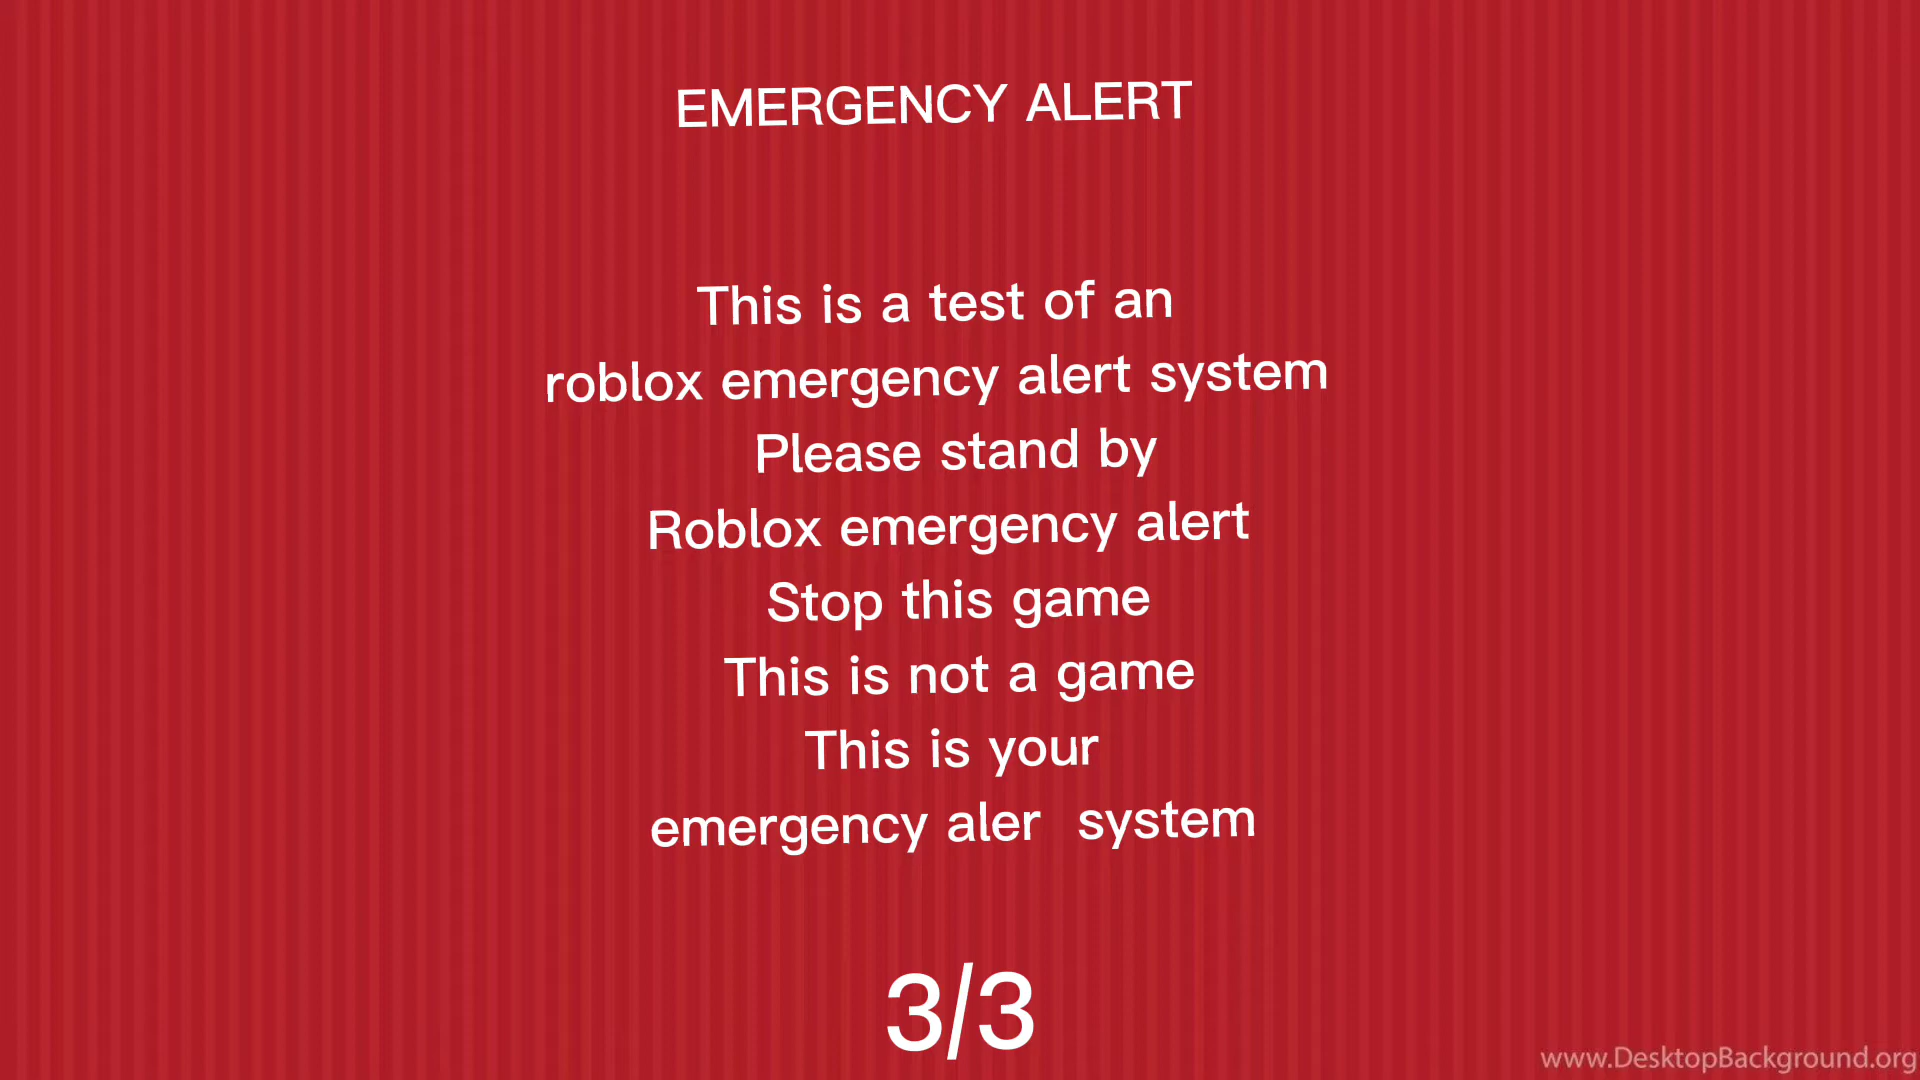 EMERGENCY ALERT
This is a test of an
roblox emergency alert system
Please stand by
Roblox emergency alert
Stop this game
This is not a game
This is your
emergency aler system
3/3
www.DesktopBackground.org